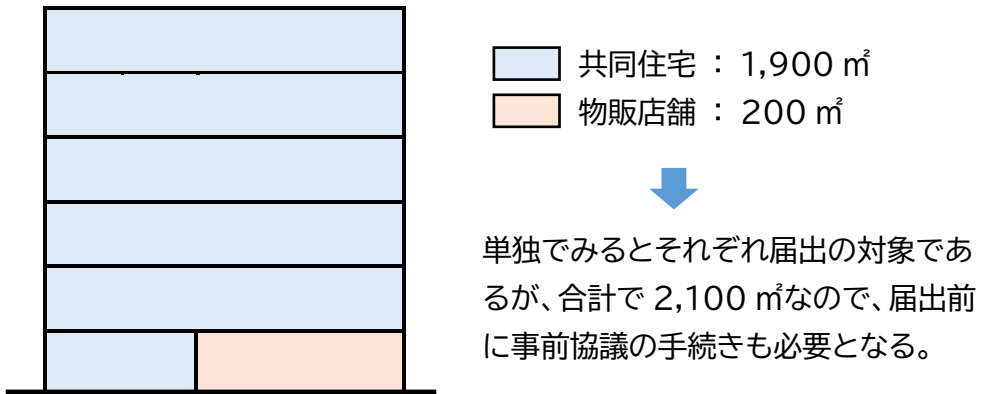 共同住宅 : 1,900 ㎡
物販店舗 : 200 ㎡
単独でみるとそれぞれ届出の対象であ
るが、合計で 2,100 ㎡なので、届出前
に事前協議の手続きも必要となる。